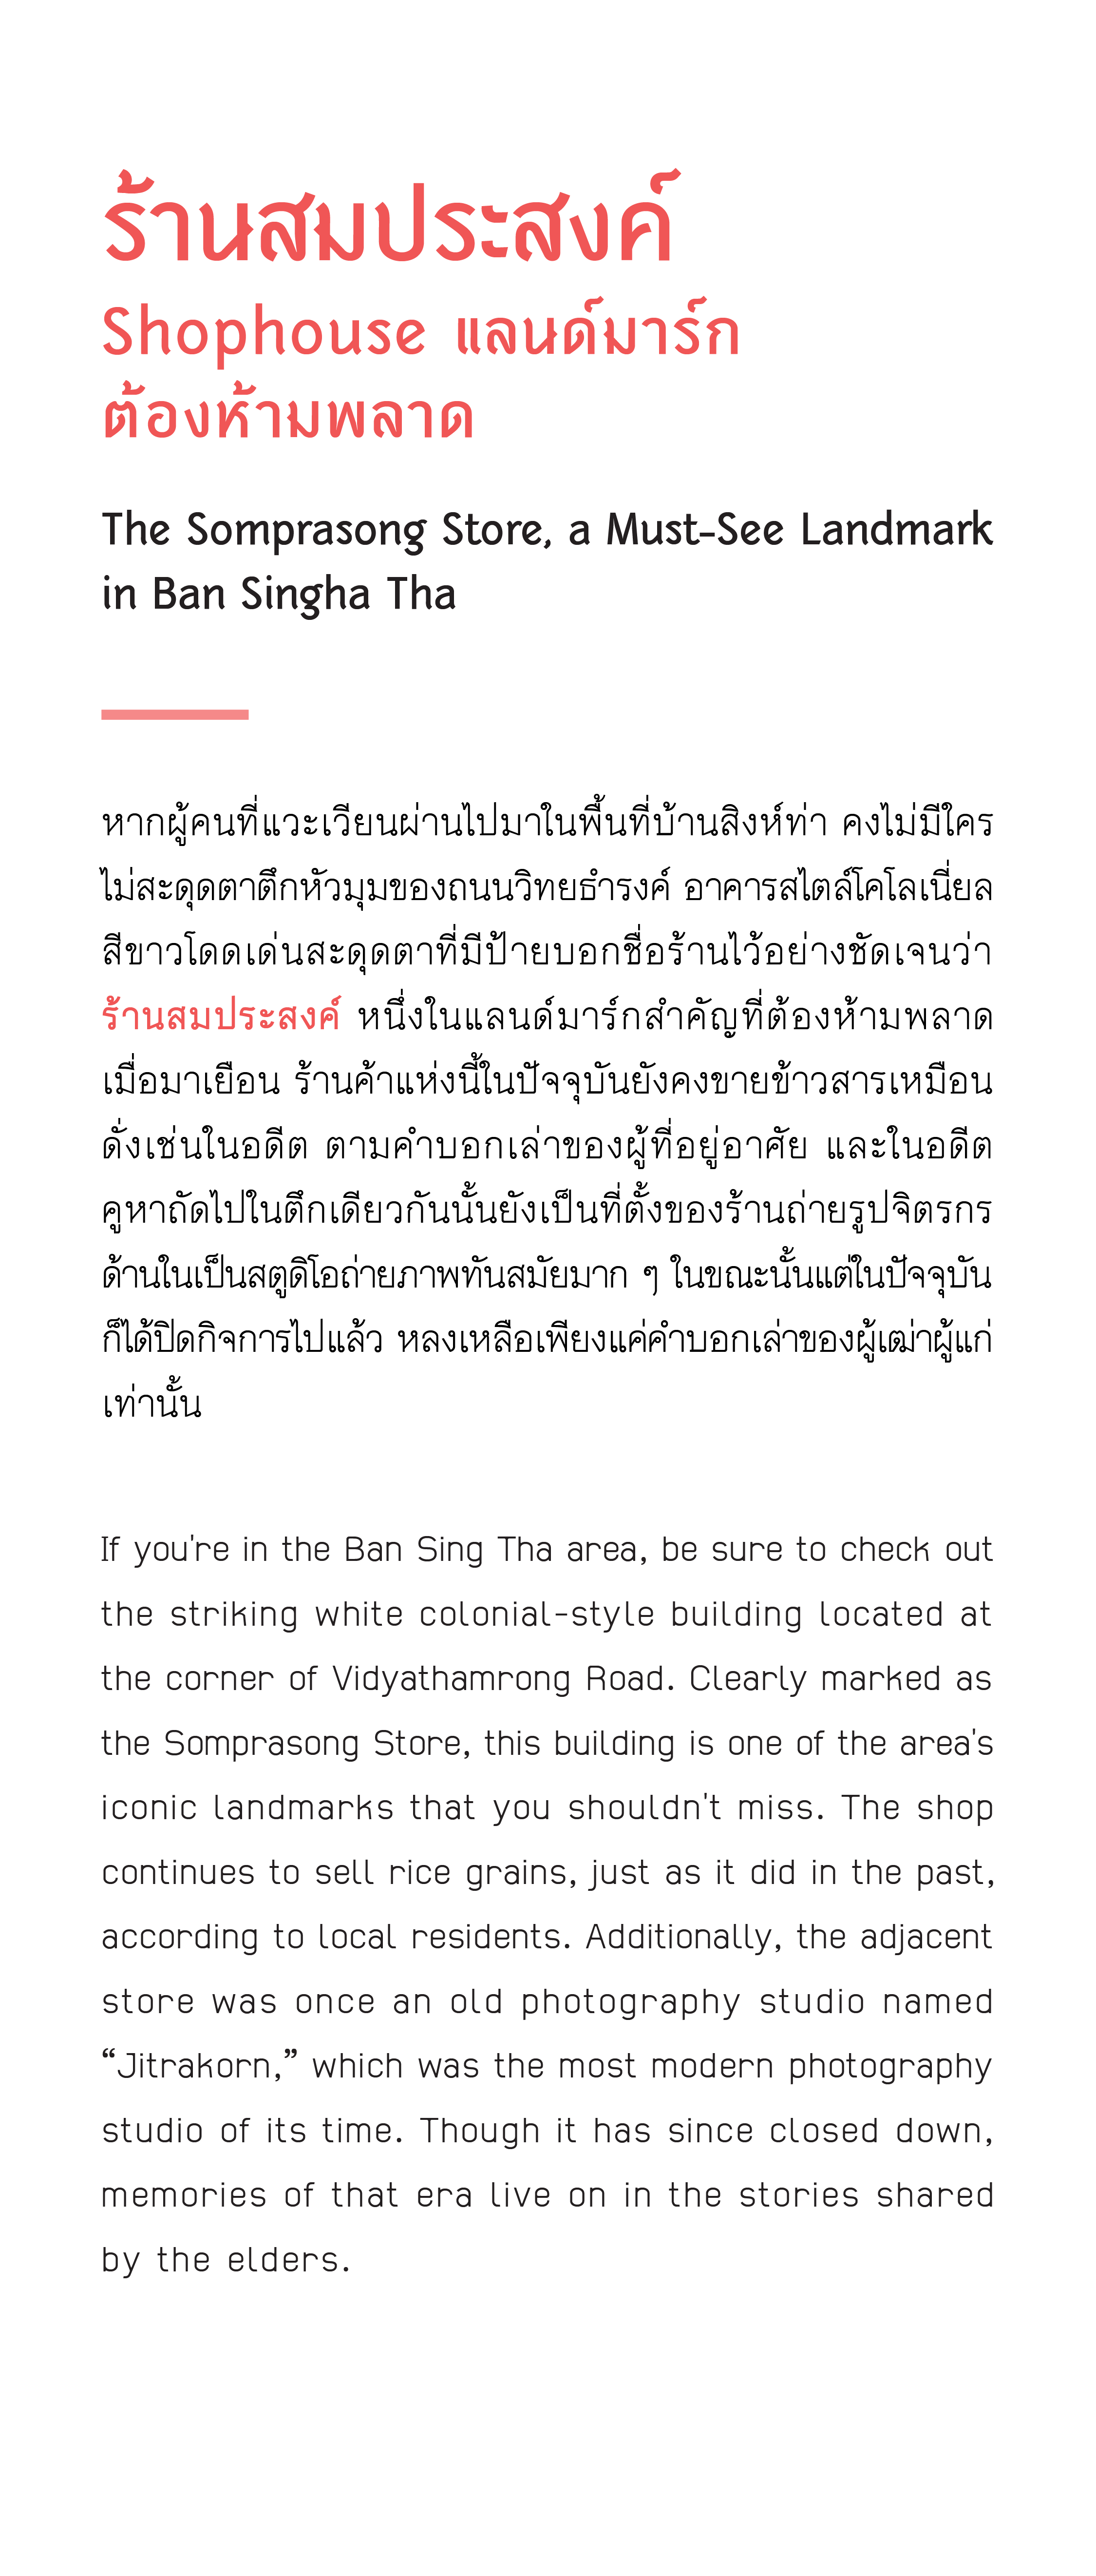 ร้านสมประสงค์
Shophouse แลนด์มาร์ก
ต้องห้ามพลาด
The Somprasong Store, a Must-See Landmark
in Ban Singha Tha
หากผู้คนที่แวะเวียนผ่านไปมาในพื้นที่บ้านสิงห์ท่า คงไม่มีใคร
ไม่สะดุดตาตึกหัวมุมของถนนวิทยธำรงค์ อาคารสไตล์โคโลเนี่ยล
สีขาวโดดเด่นสะดุดตาที่มีป้ายบอกชื่อร้านไว้อย่างชัดเจนว่า
ร้านสมประสงค์ หนึ่งในแลนด์มาร์กสำคัญที่ต้องห้ามพลาด
เมื่อมาเยือน ร้านค้าแห่งนี้ในปัจจุบันยังคงขายข้าวสารเหมือน
ดั่งเช่นในอดีต ตามคำบอกเล่าของผู้ที่อยู่อาศัย และในอดีต
คูหาถัดไปในตึกเดียวกันนั้นยังเป็นที่ตั้งของร้านถ่ายรูปจิตรกร
ด้านในเป็นสตูดิโอถ่ายภาพทันสมัยมาก ๆ ในขณะนั้นแต่ในปัจจุบัน
ก็ได้ปิดกิจการไปแล้ว หลงเหลือเพียงแค่คำบอกเล่าของผู้เฒ่าผู้แก่
เท่านั้น
If you're in the Ban Sing Tha area, be sure to check out
the striking white colonial-style building located at
the corner of Vidyathamrong Road. Clearly marked as
the Somprasong Store, this building is one of the area's
iconic landmarks that you shouldn't miss. The shop
continues to sell rice grains, just as it did in the past,
according to local residents. Additionally, the adjacent
store was once an old photography studio named
“Jitrakorn,” which was the most modern photography
studio of its time. Though it has since closed down,
memories of that era live on in the stories shared
by the elders.